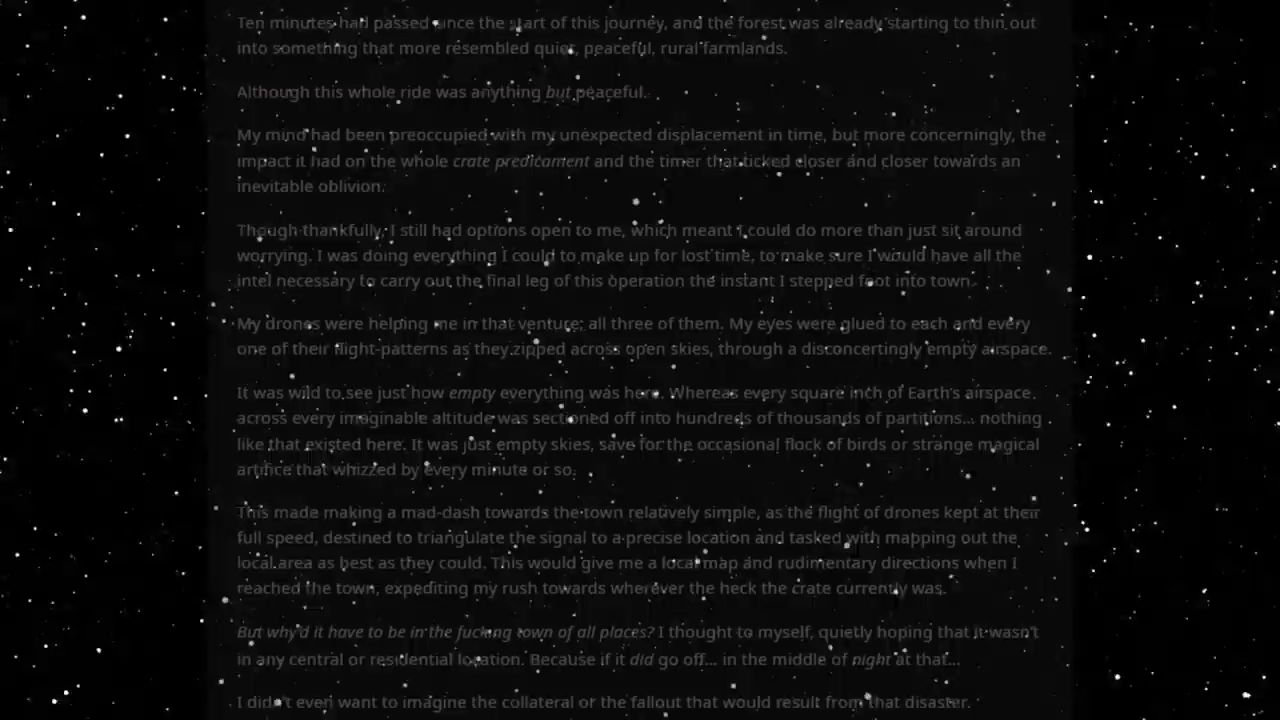 Ten minutes had passed since the start of this journey, and the forest was already starting to thin out
into something that more resembled quiet, peaceful, rural farmlands.
Although this whole ride was anything but peaceful.
My mind had been preoccupied with my unexpected displacement in time, but more concerningly, the
impact it had on the whole crate predicament and the timer that ticked closer and closer towards an
inevitable oblivion.
Though thankfully, I still had options open to me, which meant I could do more than just sit around
worrying. I was doing everything I could to make up for lost time, to make sure I would have all the
intel necessary to carry out the final leg of this operation the instant I stepped foot into town.
My drones were helping me in that venture; all three of them. My eyes were glued to each and every
one of their flight-patterns as they zipped across open skies, through a disconcertingly empty airspace.
It was wild to see just how empty everything was here. Whereas every square inch of Earth's airspace
across every imaginable altitude was sectioned off into hundreds of thousands of partitions... nothing
like that existed here. It was just empty skies, save for the occasional flock of birds or strange magical
artifice that whizzed by every minute or so.
This made making a mad-dash towards the town relatively simple, as the flight of drones kept at their
full speed, destined to triangulate the signal to a precise location and tasked with mapping out the
local area as best as they could. This would give me a local map and rudimentary directions when I
reached the town, expediting my rush towards wherever the heck the crate currently was.
But why'd it have to be in the fucking town of all places? I thought to myself, quietly hoping that it wasn't
in any central or residential location. Because if it did go off... in the middle of night at that...
I didn't even want to imagine the collateral or the fallout that would result from that disaster.